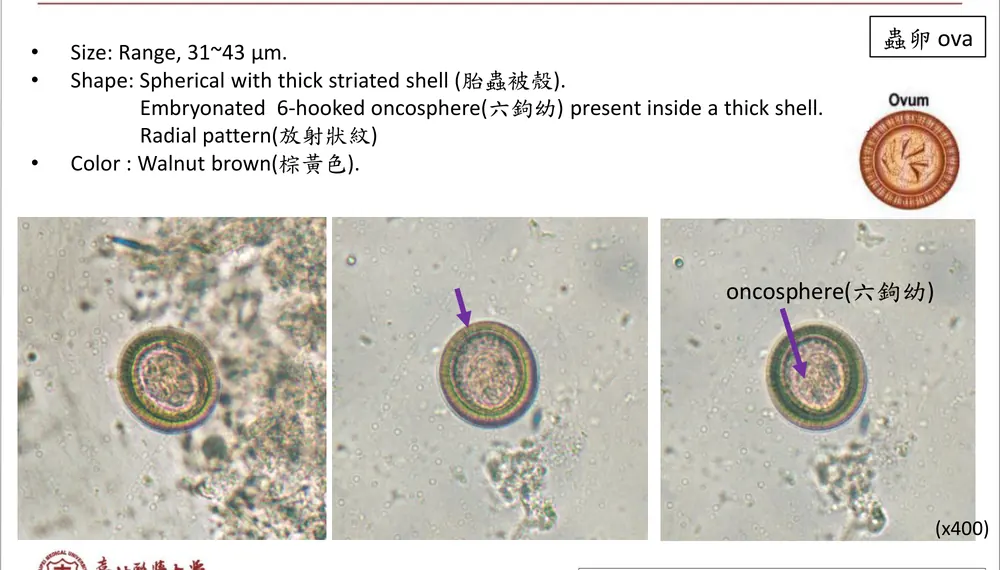 蟲卵 ova
• Size: Range, 31~43 μm.
• Shape: Spherical with thick striated shell (胎蟲被殼).
Embryonated 6-hooked oncosphere(六鉤幼) present inside a thick shell.
Radial pattern(放射狀紋)
• Color : Walnut brown(棕黃色).
Ovum
oncosphere(六鉤幼)
(x400)